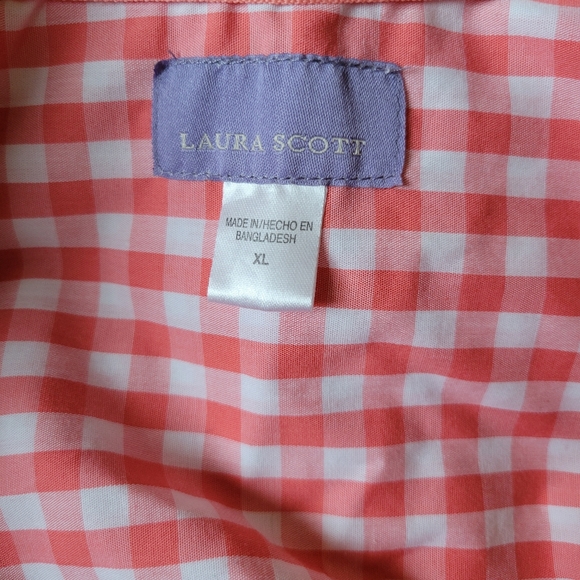 LAURA SCOTT
MADE IN/HECHO EN
BANGLADESH
XL